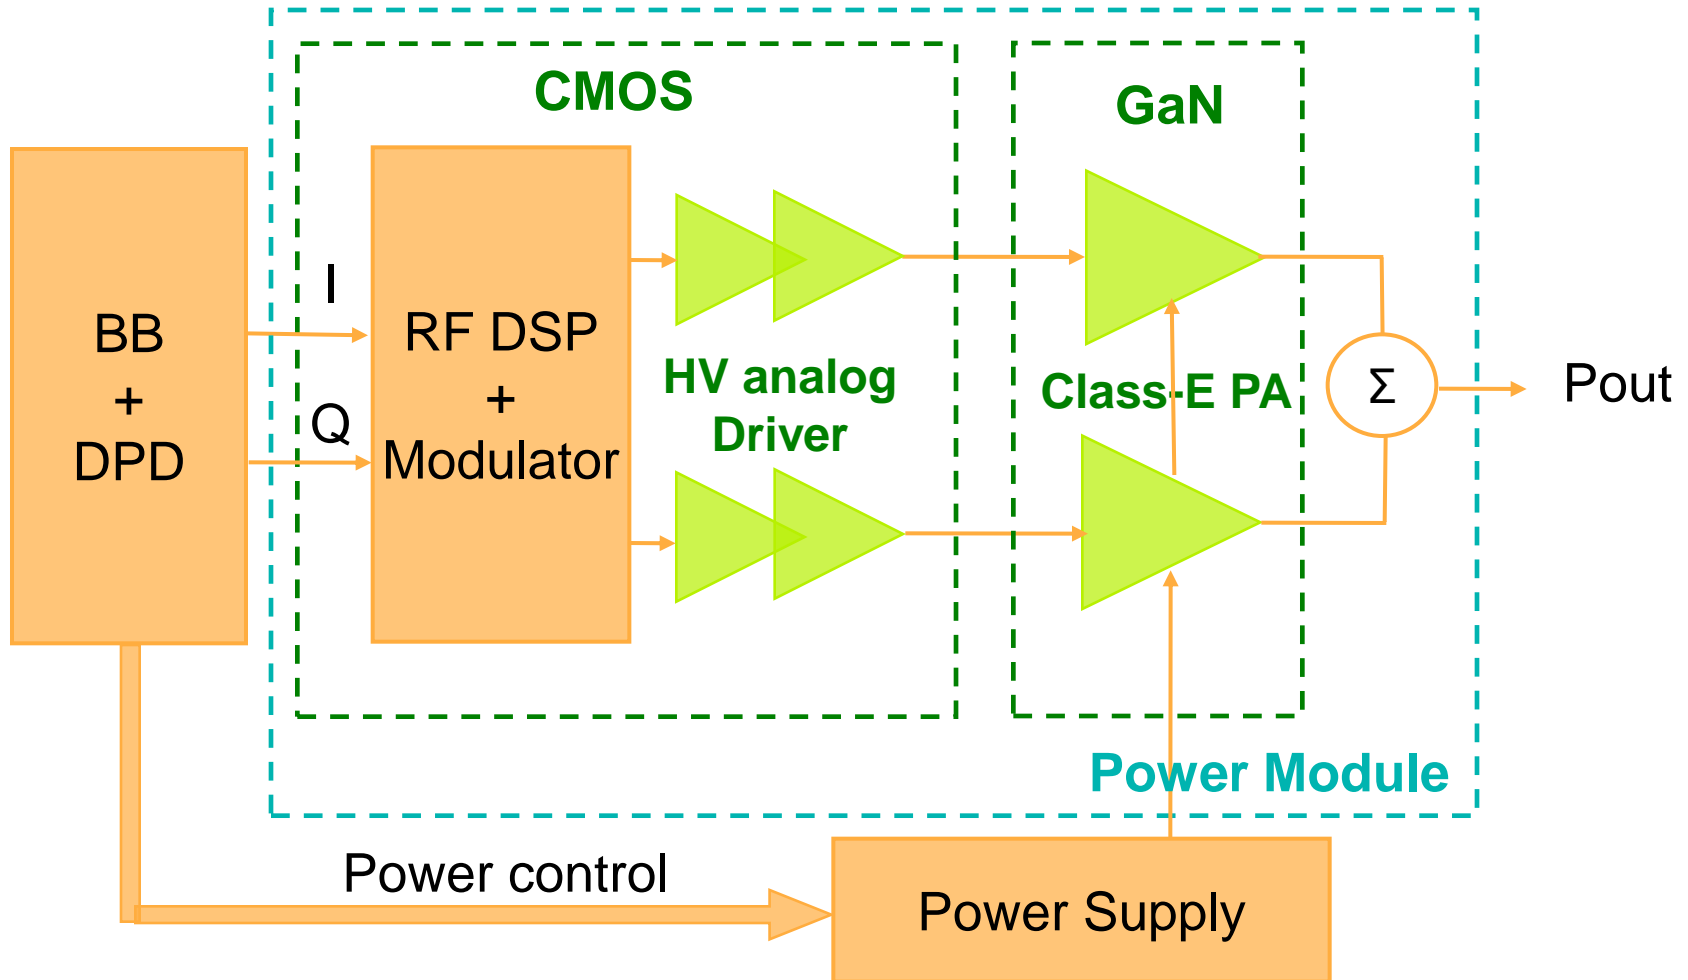 CMOS
GaN
BB
+
DPD
I
Q
RF DSP
+
Modulator
HV analog
Driver
Class-E PA
Σ
Pout
Power Module
Power control
Power Supply